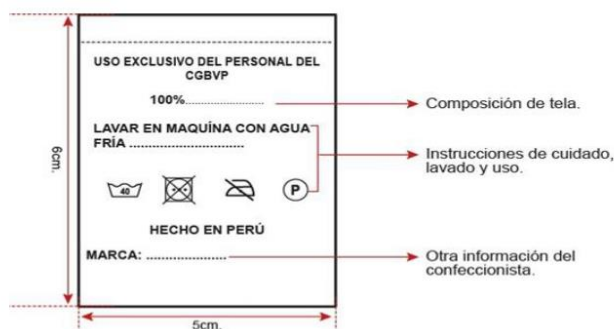 USO EXCLUSIVO DEL PERSONAL DEL
CGBVP
100%........................
Composición de tela.
LAVAR EN MAQUÍNA CON AGUA
FRÍA .............................
Instrucciones de cuidado,
lavado y uso.
40
P
HECHO EN PERÚ
MARCA: .....................
Otra información del
confeccionista.
6cm.
5cm.